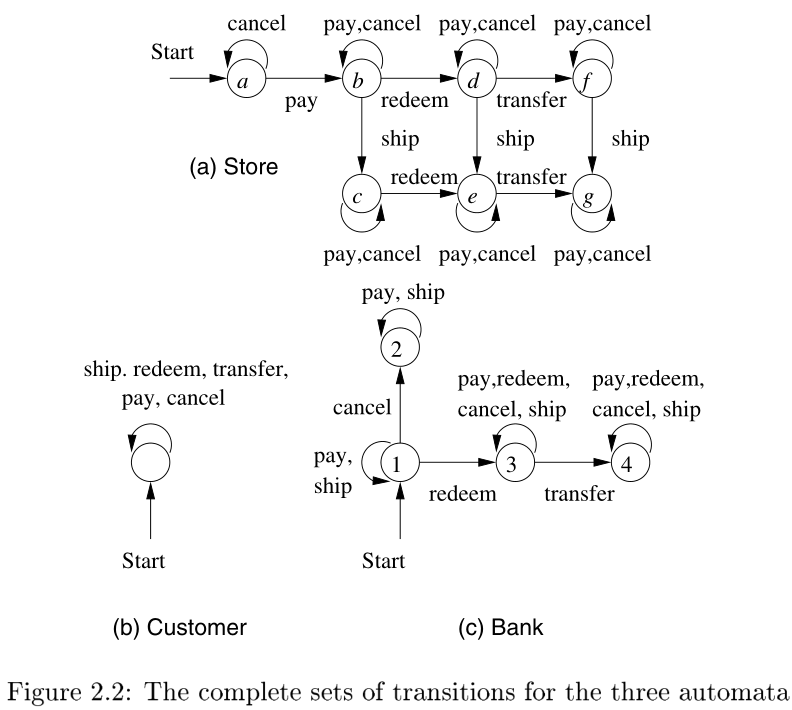 cancel
pay,cancel
pay,cancel
pay,cancel
Start
a
b
d
f
pay
redeem
transfer
ship
ship
ship
(a) Store
redeem
transfer
c
e
g
pay,cancel
pay,cancel
pay,cancel
pay, ship
2
ship. redeem, transfer,
pay, cancel
pay,redeem,
cancel, ship
pay,redeem,
cancel, ship
cancel
pay,
ship
1
3
4
redeem
transfer
Start
Start
(b) Customer
(c) Bank
Figure 2.2: The complete sets of transitions for the three automata